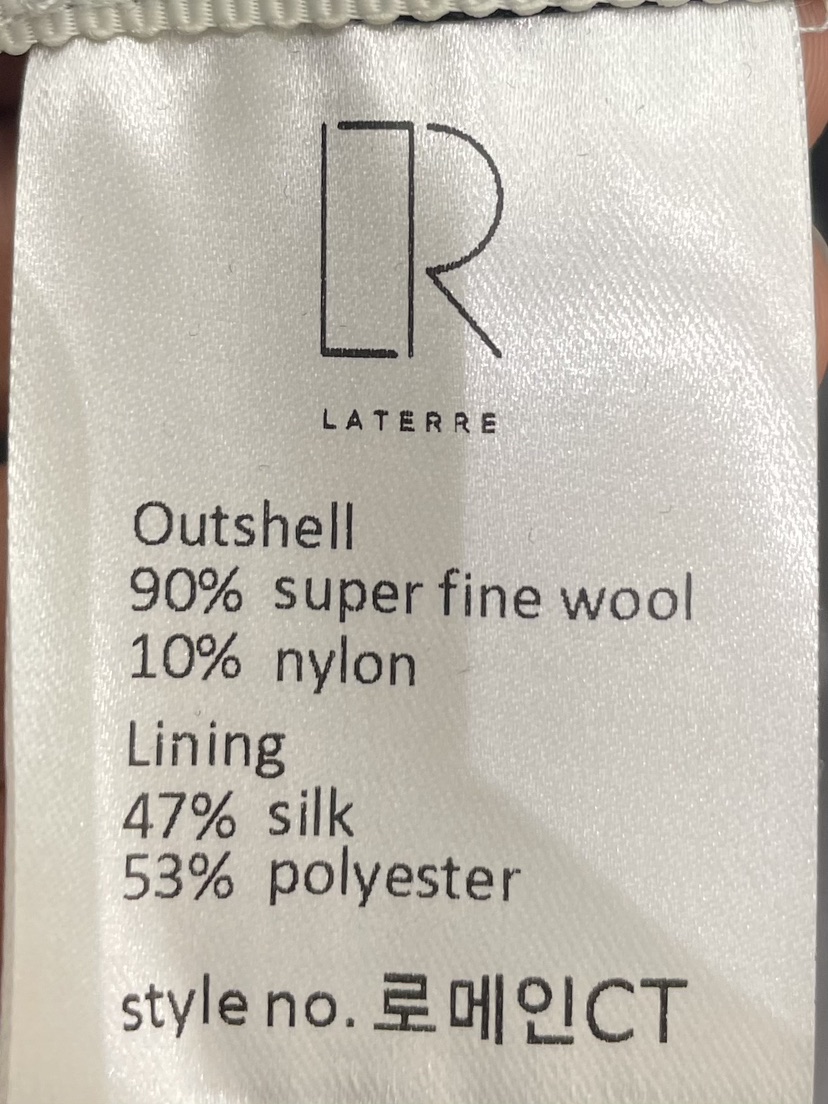 LR
LATERRE
Outshell
90% super fine wool
10% nylon
Lining
47% silk
53% polyester
style no. 로메인CT